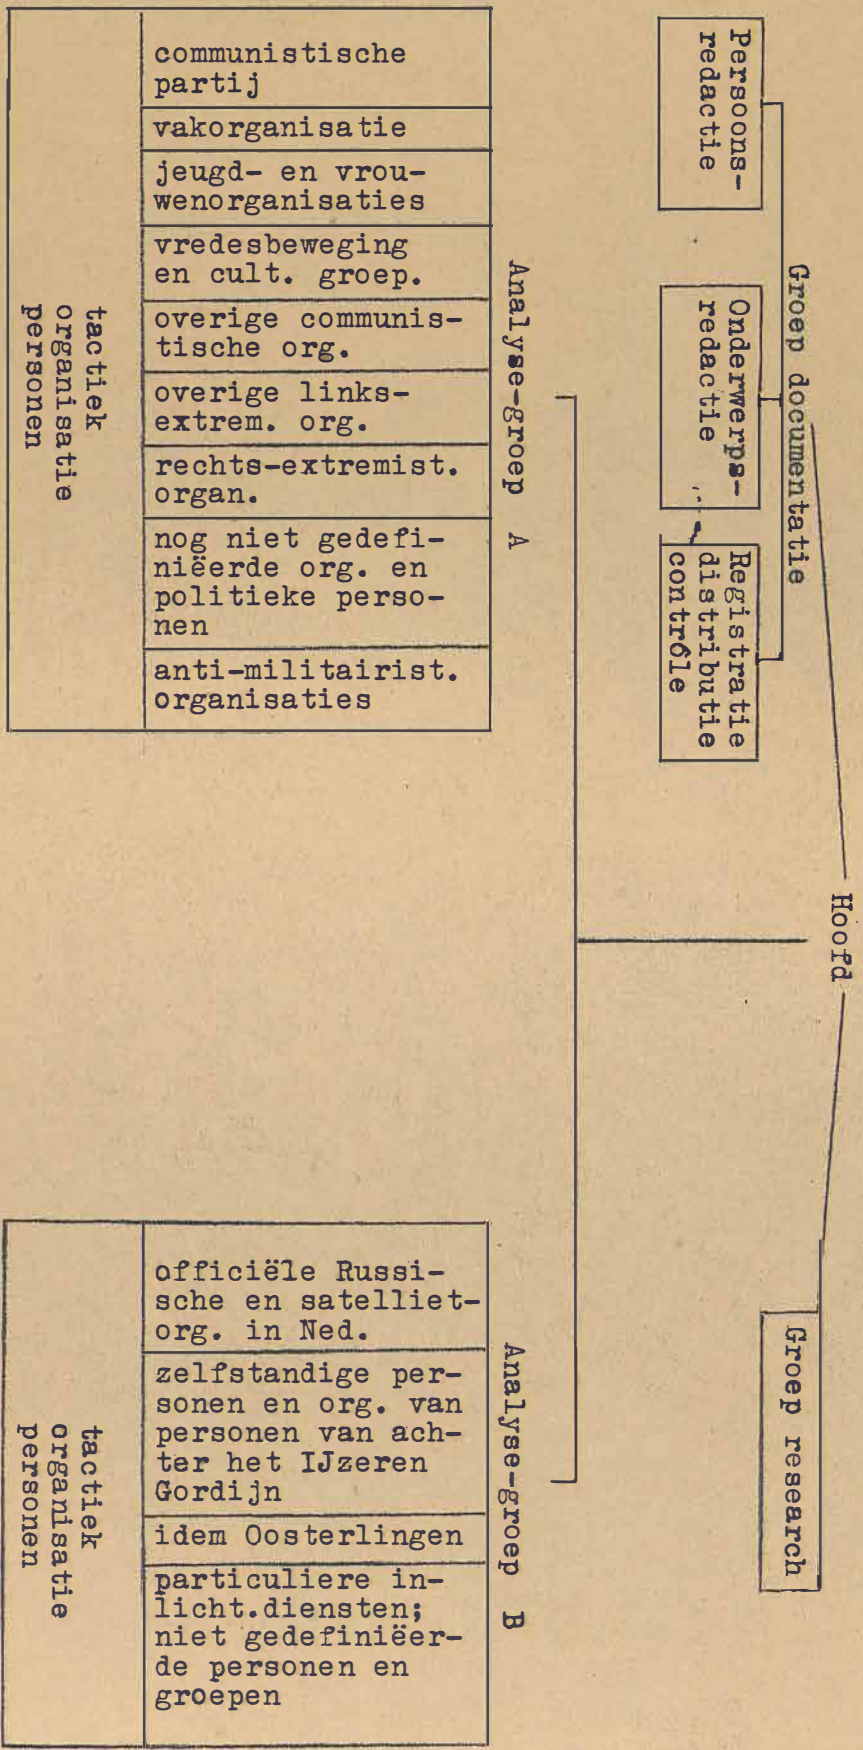 Hoofd
Groep documentatie
Persoons-
redactie
Onderwerps-
redactie
Registratie
distributie
contrôle
Groep research
Analyse-groep A
communistische
partij
vakorganisatie
jeugd- en vrou-
wenorganisaties
vredesbeweging
en cult. groep.
overige communis-
tische org.
overige links-
extrem. org.
rechts-extremist.
organ.
nog niet gedefi-
niëerde org. en
politieke perso-
nen
anti-militairist.
organisaties
tactiek
organisatie
personen
Analyse-groep B
officiële Russi-
sche en satelliet-
org. in Ned.
zelfstandige per-
sonen en org. van
personen van ach-
ter het IJzeren
Gordijn
idem Oosterlingen
particuliere in-
licht.diensten;
niet gedefiniëer-
de personen en
groepen
tactiek
organisatie
personen